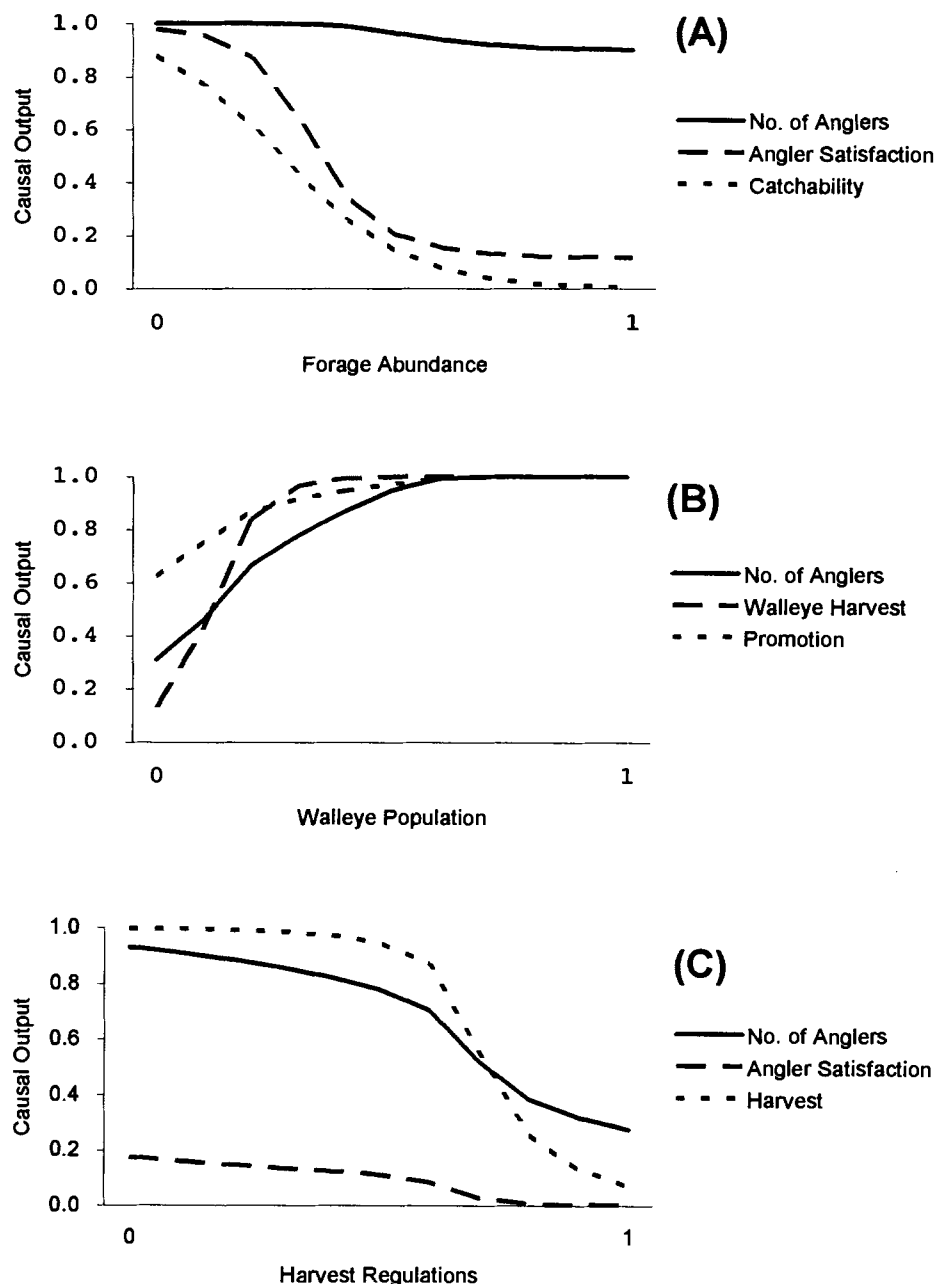 (A)
1.0
0.8
0.6
0.4
0.2
0.0
Causal Output
0
1
Forage Abundance
No. of Anglers
Angler Satisfaction
Catchability
(B)
1.0
0.8
0.6
0.4
0.2
0.0
Causal Output
0
1
Walleye Population
No. of Anglers
Walleye Harvest
Promotion
(C)
1.0
0.8
0.6
0.4
0.2
0.0
Causal Output
0
1
Harvest Regulations
No. of Anglers
Angler Satisfaction
Harvest